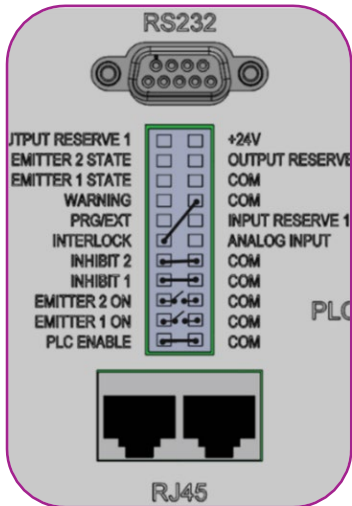 RS232
UTPUT RESERVE 1 +24V
EMITTER 2 STATE OUTPUT RESERVE
EMITTER 1 STATE COM
WARNING COM
PRG/EXT INPUT RESERVE 1
INTERLOCK ANALOG INPUT
INHIBIT 2 COM
INHIBIT 1 COM
EMITTER 2 ON COM
EMITTER 1 ON COM
PLC
PLC ENABLE COM
RJ45